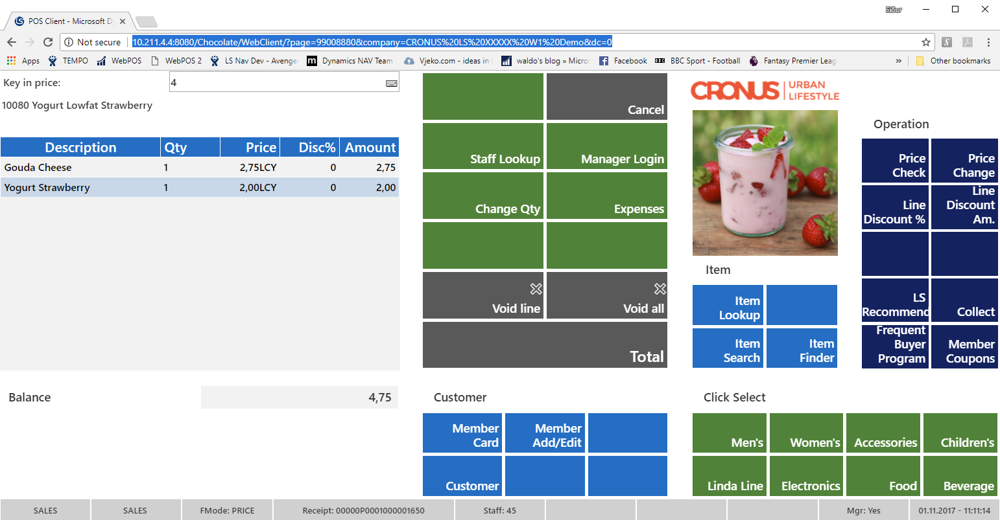 Eiður
POS Client - Microsoft D
Not secure
10.211.4.4:8080/Chocolate/WebClient/?page=99008880&company=CRONUS%20LS%20XXXXX%20W1%20Demo&dc=0
Apps TEMPO WebPOS WebPOS 2 LS Nav Dev - Avenge Dynamics NAV Team Vjeko.com - ideas in waldo's blog » Micro Facebook BBC Sport - Football Fantasy Premier Leag » Other bookmarks
Key in price: 4
10080 Yogurt Lowfat Strawberry
Description Qty Price Disc% Amount
Gouda Cheese 1 2,75LCY 0 2,75
Yogurt Strawberry 1 2,00LCY 0 2,00
Balance 4,75
Cancel
Staff Lookup
Manager Login
Change Qty
Expenses
Void line
Void all
Total
CRONUS
URBAN
LIFESTYLE
Item
Item
Lookup
Item
Search
Item
Finder
Operation
Price
Check
Price
Change
Line
Discount %
Line
Discount
Am.
LS
Recommend
Collect
Frequent
Buyer
Program
Member
Coupons
Customer
Member
Card
Member
Add/Edit
Customer
Click Select
Men's
Women's
Accessories
Children's
Linda Line
Electronics
Food
Beverage
SALES SALES FMode: PRICE Receipt: 00000P0001000001650 Staff: 45 Mgr: Yes 01.11.2017 - 11:11:14